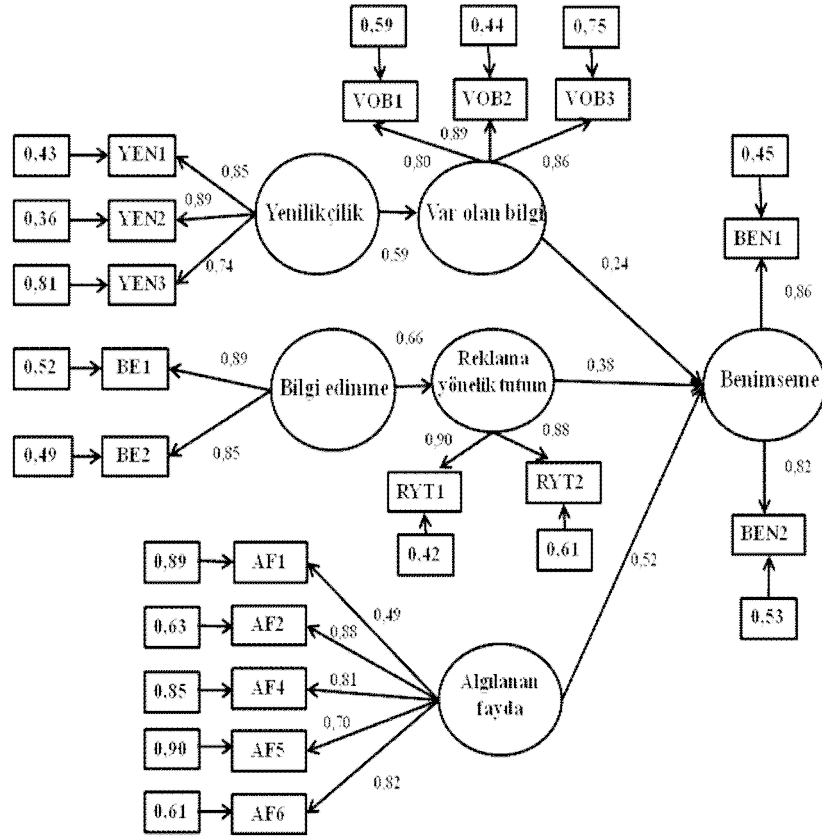 0,59
0,44
0,75
VOB1
VOB2
VOB3
0,89
0,80
0,86
0,43
YEN1
0,85
0,36
YEN2
0,89
0,81
YEN3
0,74
Yenilikçilik
0,59
Var olan bilgi
0,24
0,45
BEN1
0,86
0,52
BE1
0,89
0,49
BE2
0,85
Bilgi edinme
0,66
Reklama
yönelik tutum
0,38
Benimseme
0,90
0,88
RYT1
RYT2
0,42
0,61
0,82
BEN2
0,53
0,89
AF1
0,49
0,63
AF2
0,88
0,85
AF4
0,81
0,90
AF5
0,70
0,61
AF6
0,82
Algılanan
fayda
0,52